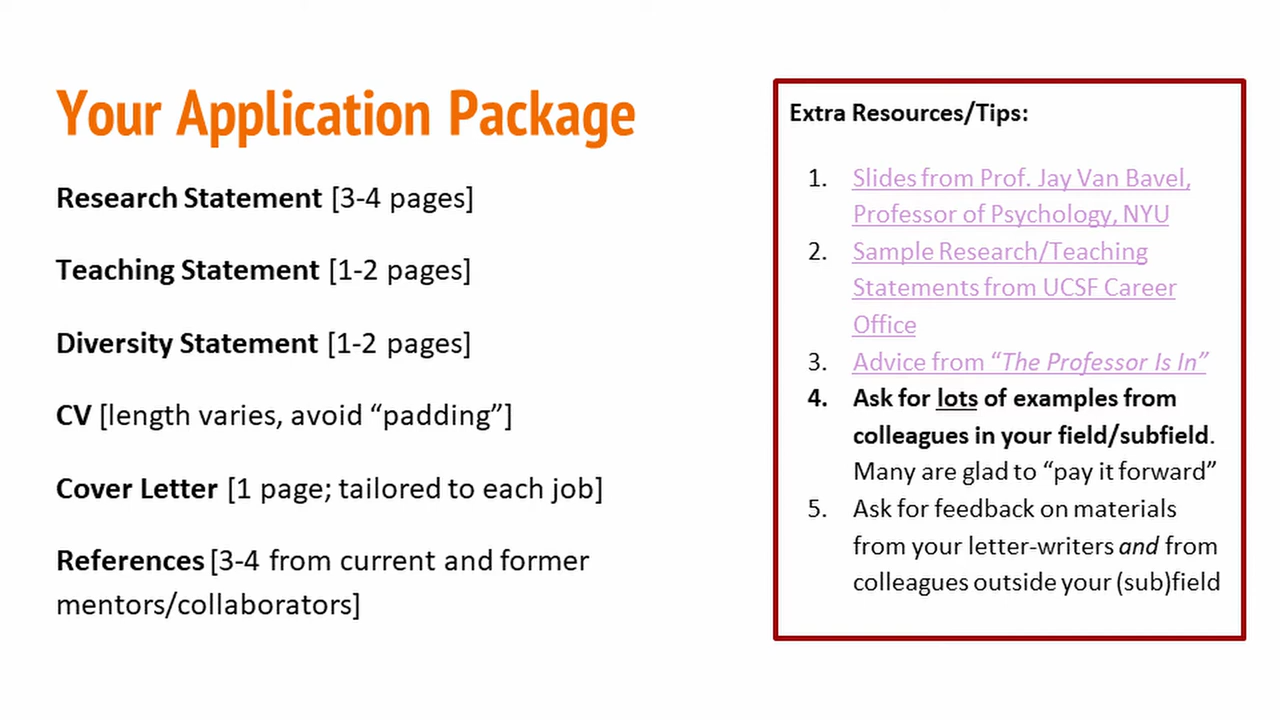 Your Application Package
Research Statement [3-4 pages]
Teaching Statement [1-2 pages]
Diversity Statement [1-2 pages]
CV [length varies, avoid “padding”]
Cover Letter [1 page; tailored to each job]
References [3-4 from current and former
mentors/collaborators]
Extra Resources/Tips:
1. Slides from Prof. Jay Van Bavel,
Professor of Psychology, NYU
2. Sample Research/Teaching
Statements from UCSF Career
Office
3. Advice from “The Professor Is In”
4. Ask for lots of examples from
colleagues in your field/subfield.
Many are glad to “pay it forward”
5. Ask for feedback on materials
from your letter-writers and from
colleagues outside your (sub)field